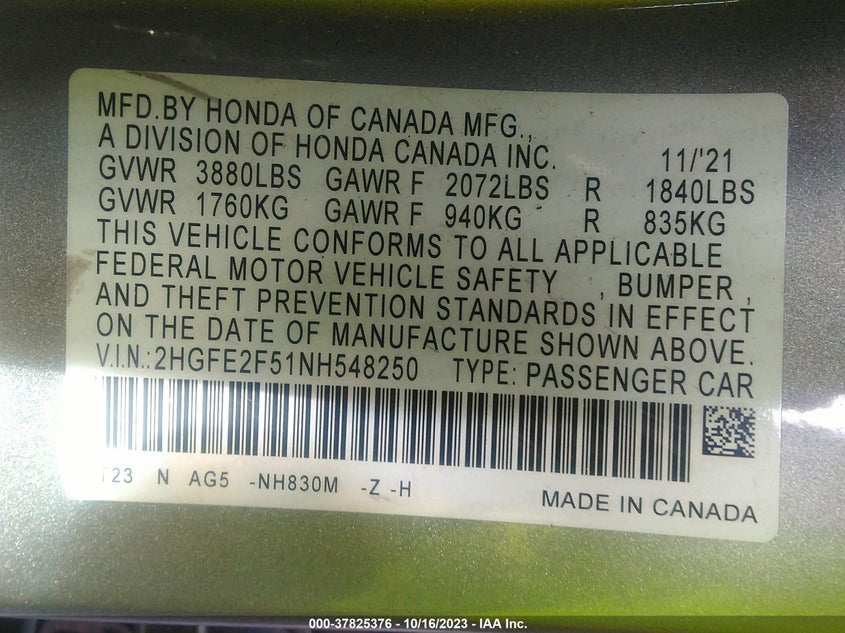 MFD.BY HONDA OF CANADA MFG.,
A DIVISION OF HONDA CANADA INC. 11/'21
GVWR 3880LBS GAWR F 2072LBS R 1840LBS
GVWR 1760KG GAWR F 940KG R 835KG
THIS VEHICLE CONFORMS TO ALL APPLICABLE
FEDERAL MOTOR VEHICLE SAFETY , BUMPER ,
AND THEFT PREVENTION STANDARDS IN EFFECT
ON THE DATE OF MANUFACTURE SHOWN ABOVE.
V.I.N.:2HGFE2F51NH548250 TYPE: PASSENGER CAR
T23 N AG5 -NH830M -Z -H
MADE IN CANADA
000-37825376 - 10/16/2023 - IAA Inc.